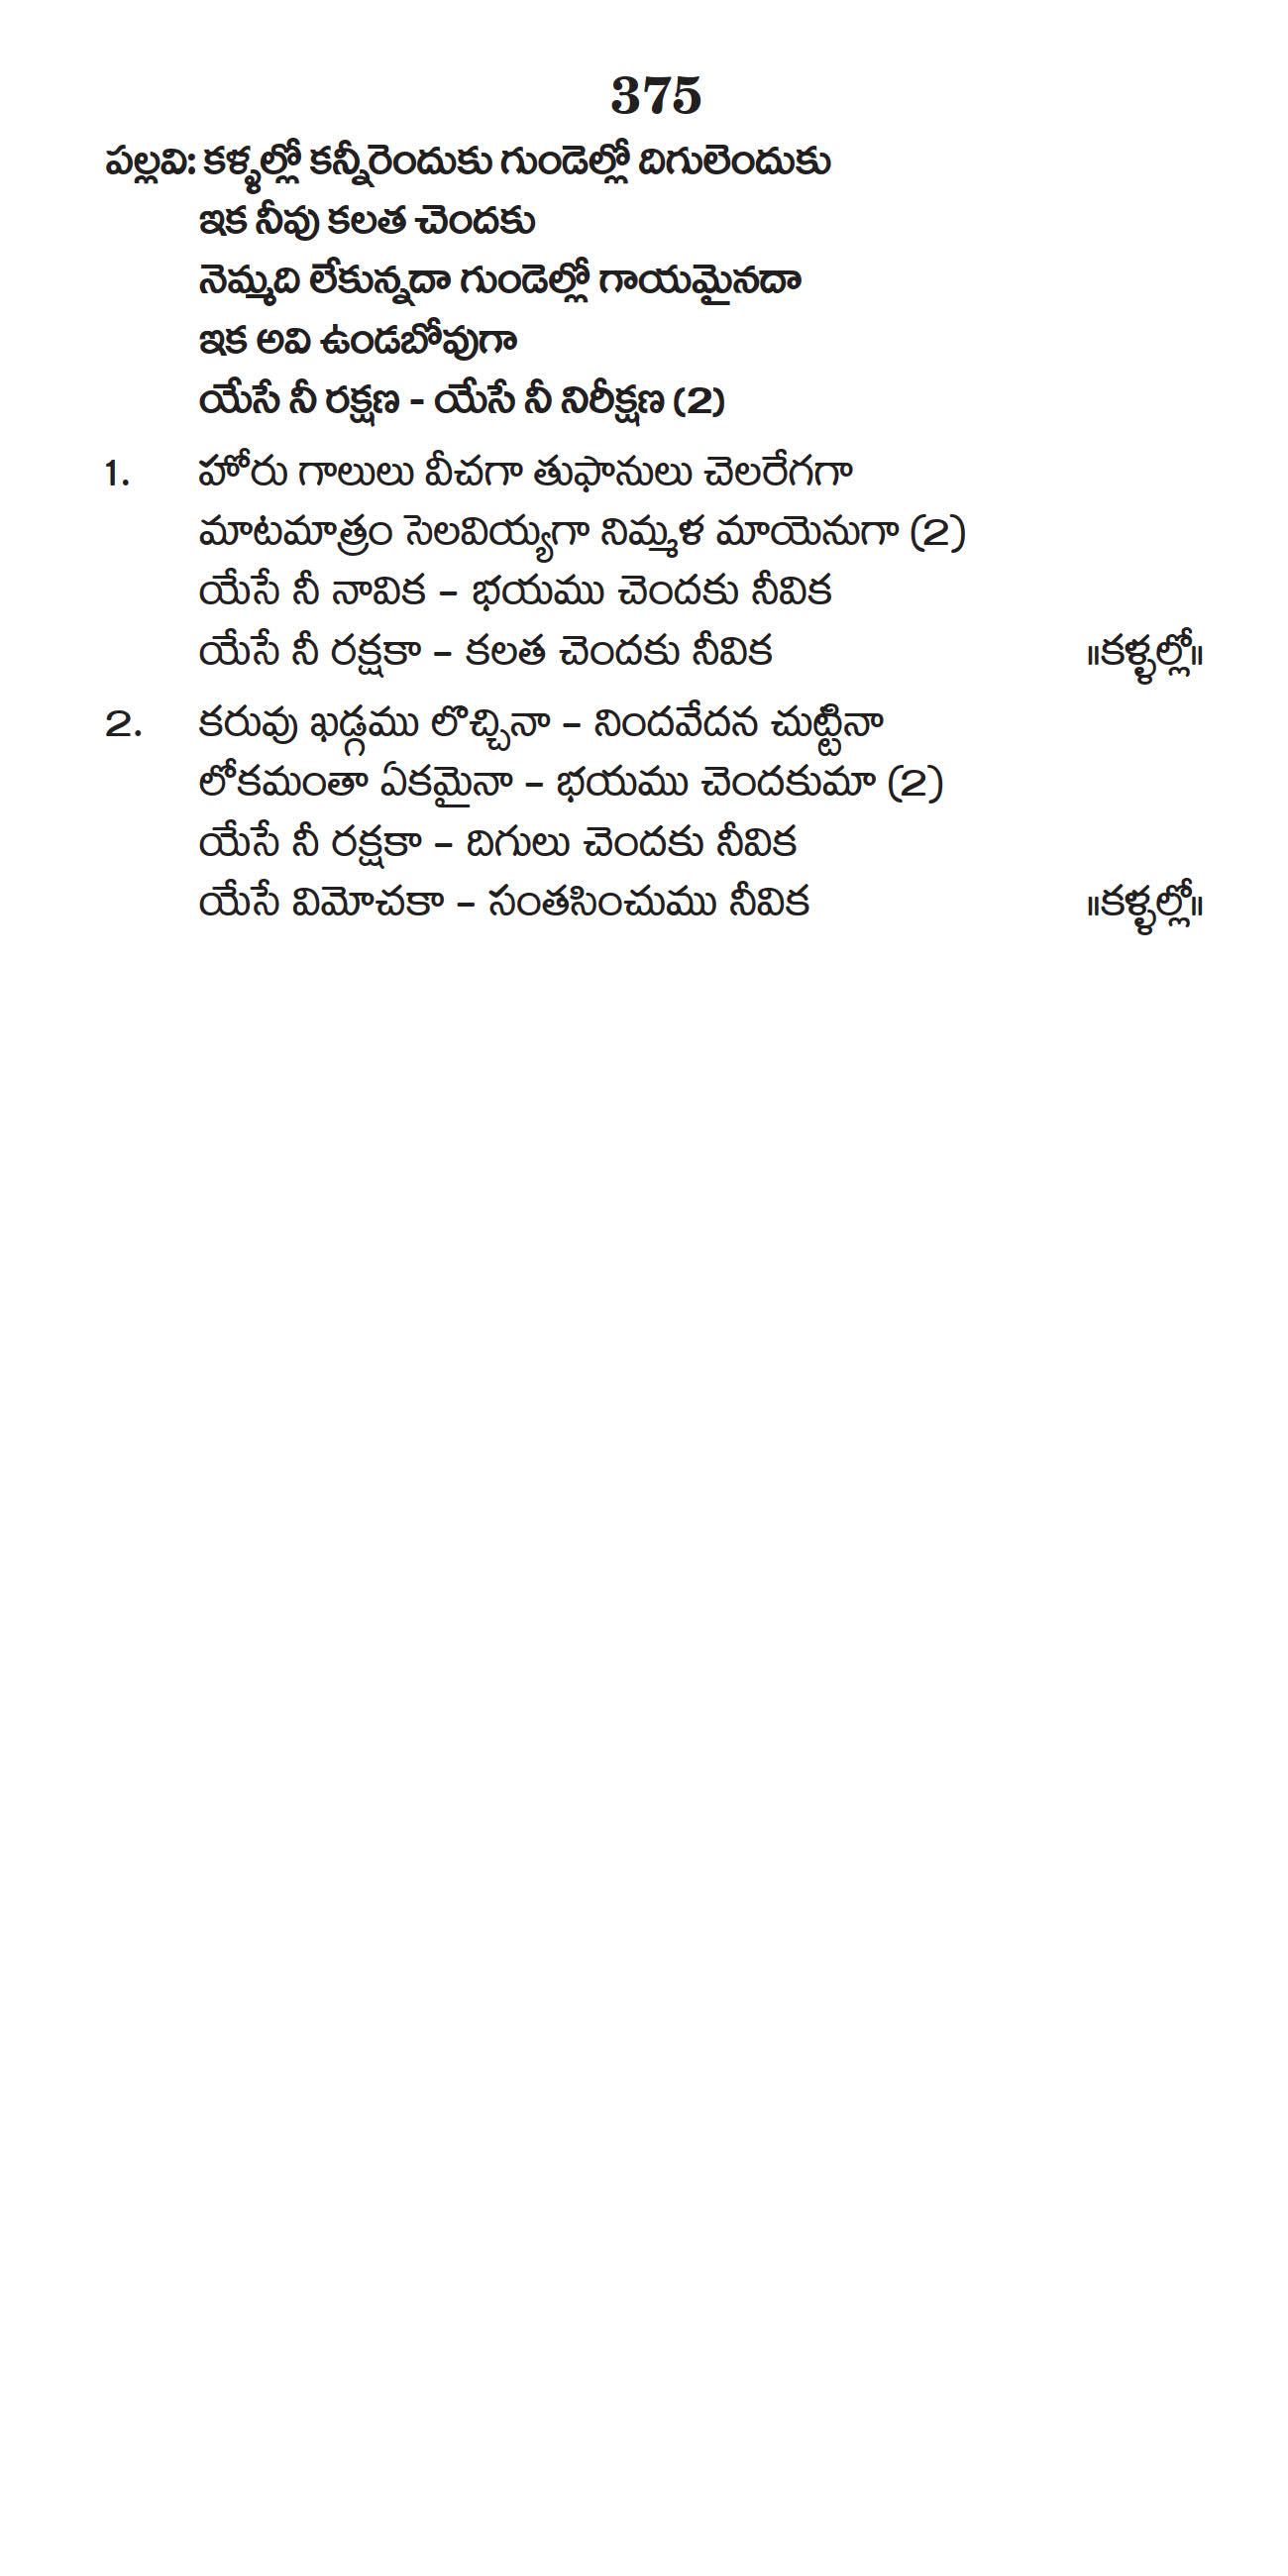 375
పల్లవి: కళ్ళల్లో కన్నీరెందుకు గుండెల్లో దిగులెందుకు
ఇక నీవు కలత చెందకు
నెమ్మది లేకున్నదా గుండెల్లో గాయమైనదా
ఇక అవి ఉండబోవుగా
యేసే నీ రక్షణ - యేసే నీ నిరీక్షణ (2)
1. హోరు గాలులు వీచగా తుఫానులు చెలరేగగా
మాటమాత్రం సెలవియ్యగా నిమ్మళ మాయెనుగా (2)
యేసే నీ నావిక – భయము చెందకు నీవిక
యేసే నీ రక్షకా – కలత చెందకు నీవిక ॥కళ్ళల్లో॥
2. కరువు ఖడ్గము లొచ్చినా – నిందవేదన చుట్టినా
లోకమంతా ఏకమైనా – భయము చెందకుమా (2)
యేసే నీ రక్షకా – దిగులు చెందకు నీవిక
యేసే విమోచకా – సంతసించుము నీవిక ॥కళ్ళల్లో॥